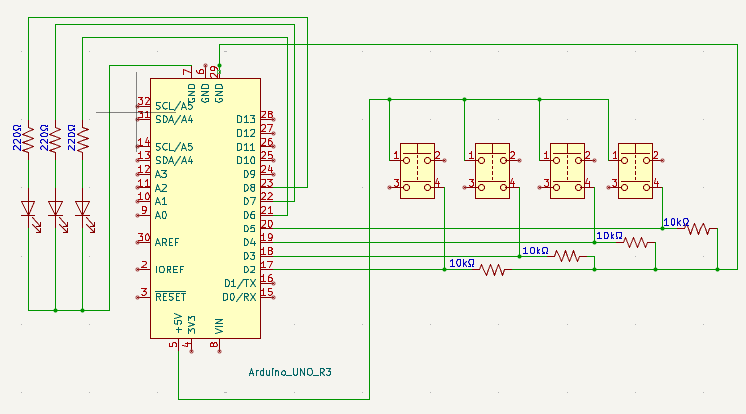 7
6
29
GND
GND
GND
32
SCL/A5
31
SDA/A4
14
SCL/A5
13
SDA/A4
12
A3
11
A2
10
A1
9
A0
30
AREF
2
IOREF
3
RESET
D13
28
D12
27
D11
26
D10
25
D9
24
D8
23
D7
22
D6
21
D5
20
D4
19
D3
18
D2
17
D1/TX
16
D0/RX
15
+5V
3V3
VIN
5
4
8
Arduino_UNO_R3
220Ω
220Ω
220Ω
1
2
3
4
1
2
3
4
1
2
3
4
1
2
3
4
10kΩ
10kΩ
10kΩ
10kΩ